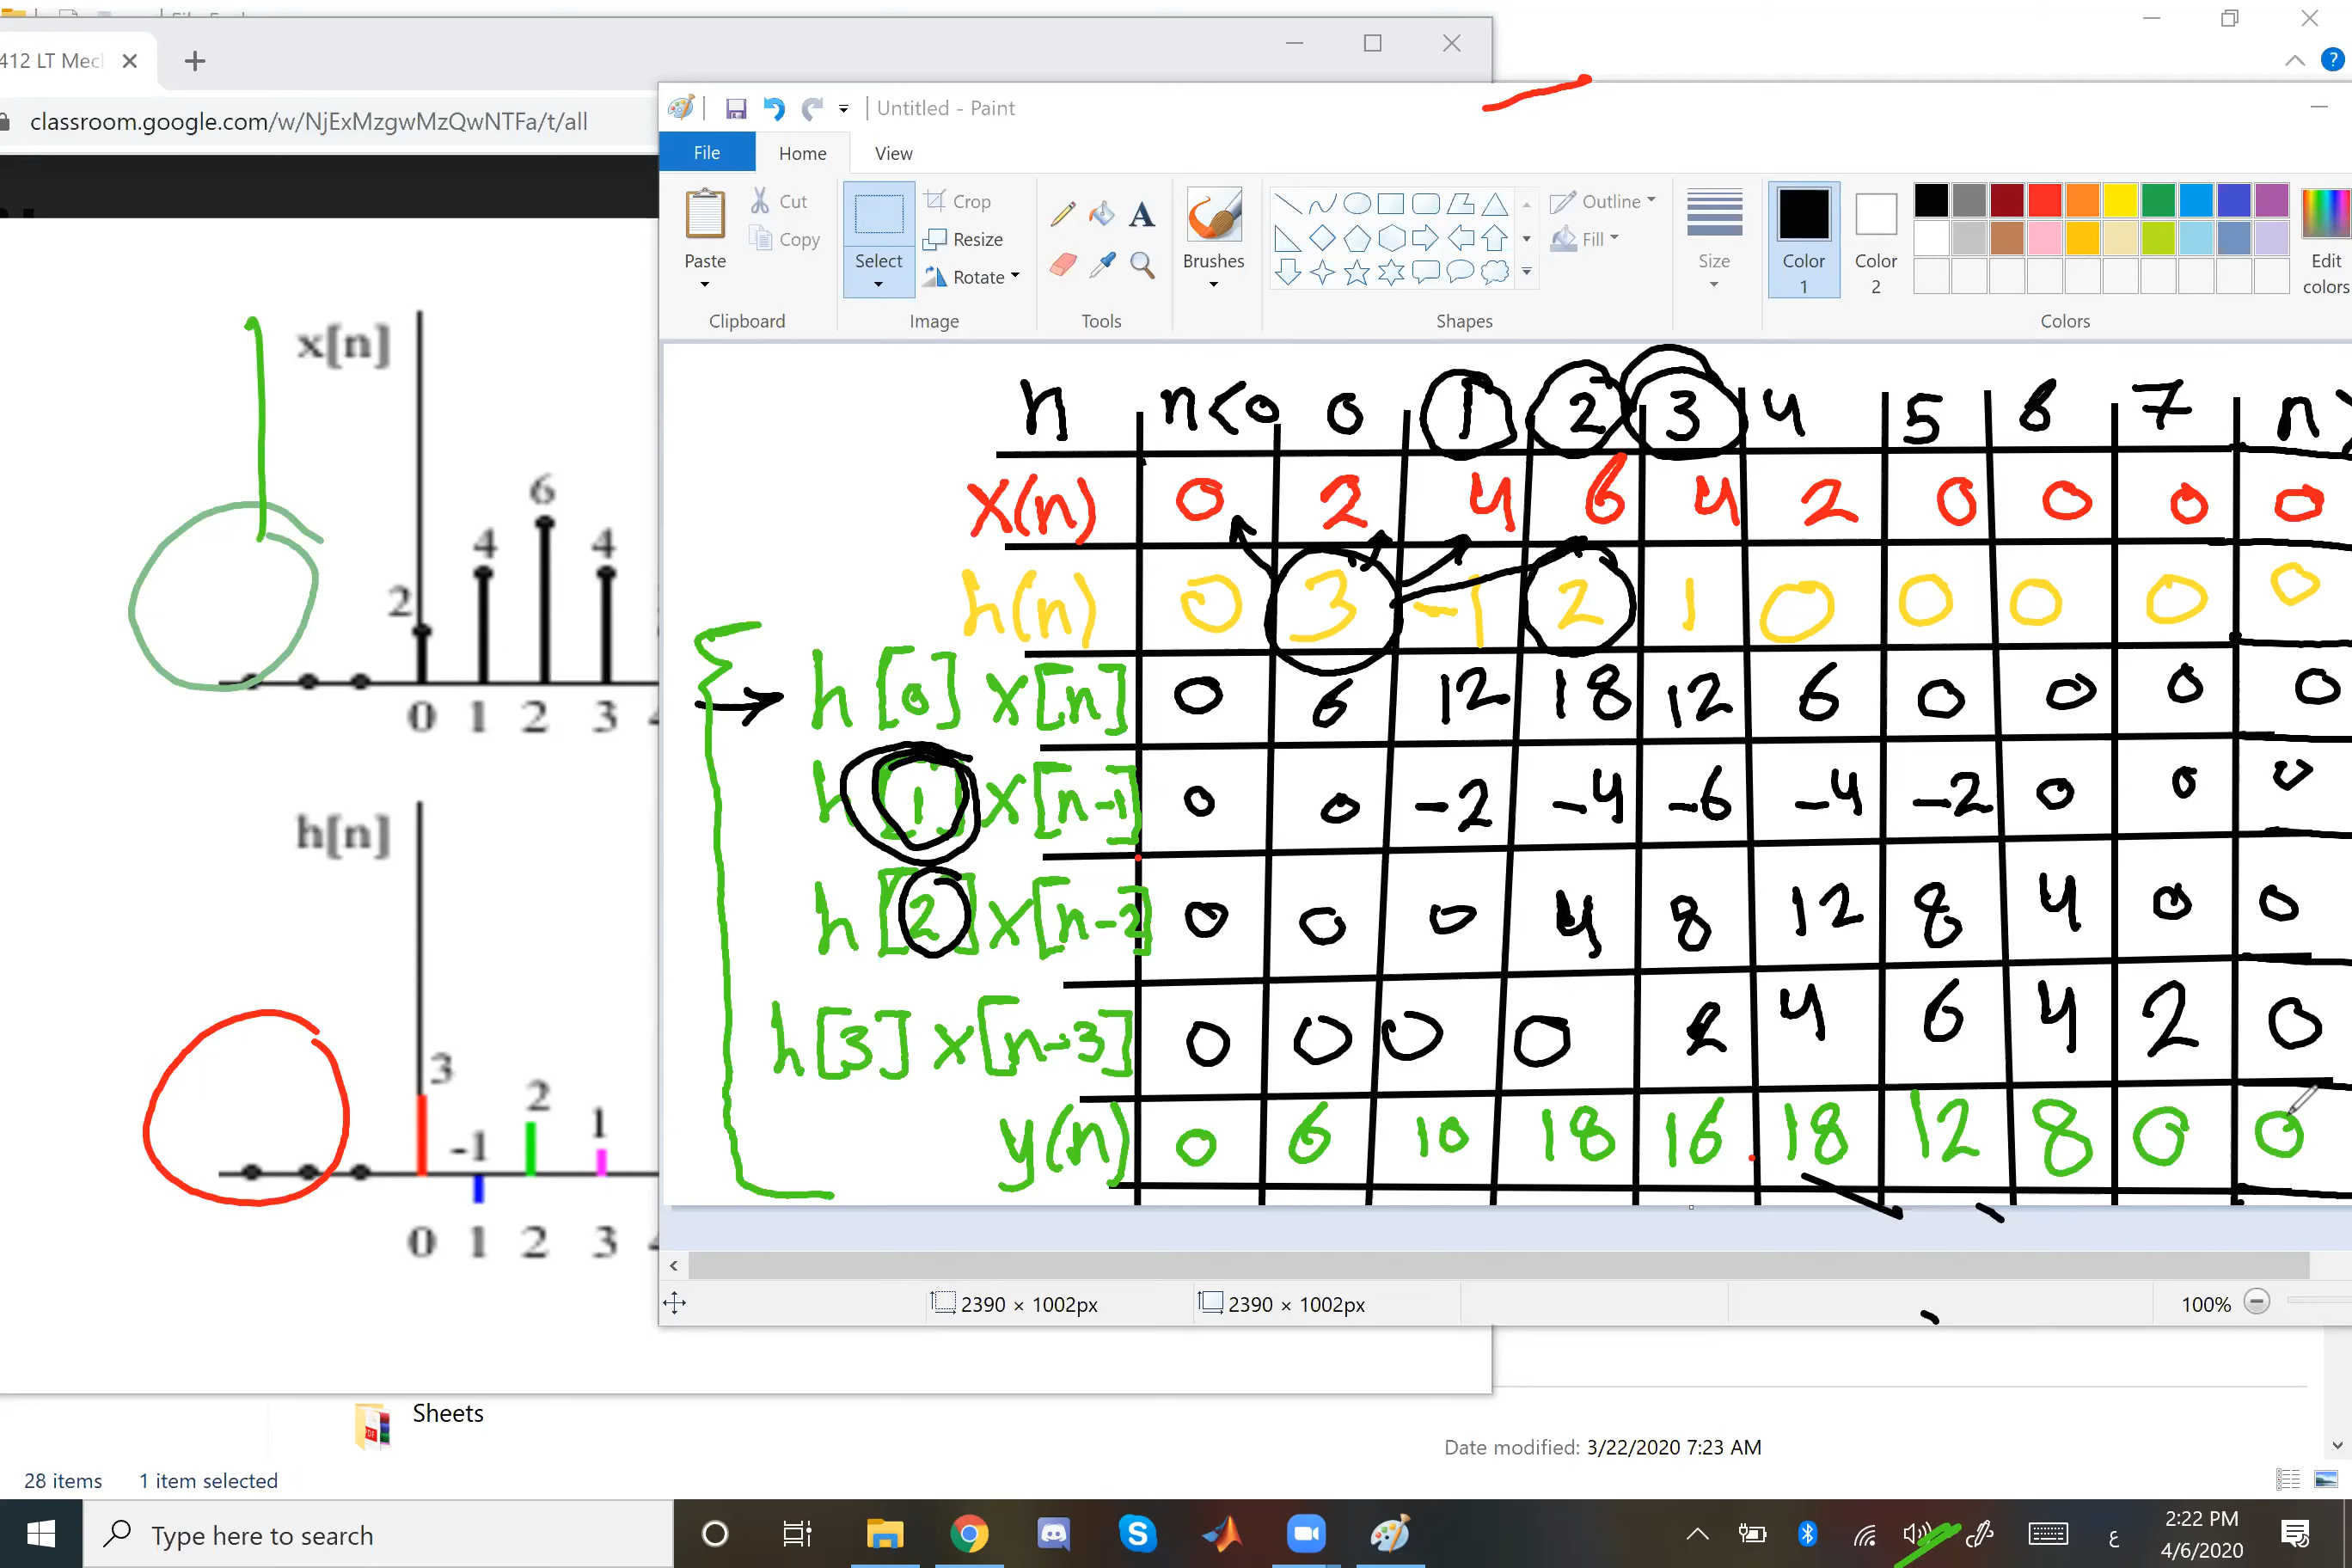 412 LT Mec
classroom.google.com/w/NjExMzgwMzQwNTFa/t/all
Untitled - Paint
File Home View
Paste Cut Copy Select Crop Resize Rotate Brushes Outline Fill Size Color 1 Color 2 Edit colors
Clipboard Image Tools Shapes Colors
x[n]
2 4 6 4
0 1 2 3
h[n]
3 -1 2 1
0 1 2 3
n n<0 0 1 2 3 4 5 6 7 n
x(n) 0 2 4 6 4 2 0 0 0 0
h(n) 0 3 -1 2 1 0 0 0 0 0
h[0] x[n] 0 6 12 18 12 6 0 0 0 0
h[1] x[n-1] 0 0 -2 -4 -6 -4 -2 0 0 0
h[2] x[n-2] 0 0 0 4 8 12 8 4 0 0
h[3] x[n-3] 0 0 0 0 2 4 6 4 2 0
y(n) 0 6 10 18 16 18 12 8 0 0
2390 × 1002px 2390 × 1002px 100%
Sheets
Date modified: 3/22/2020 7:23 AM
28 items 1 item selected
Type here to search
ع
2:22 PM
4/6/2020